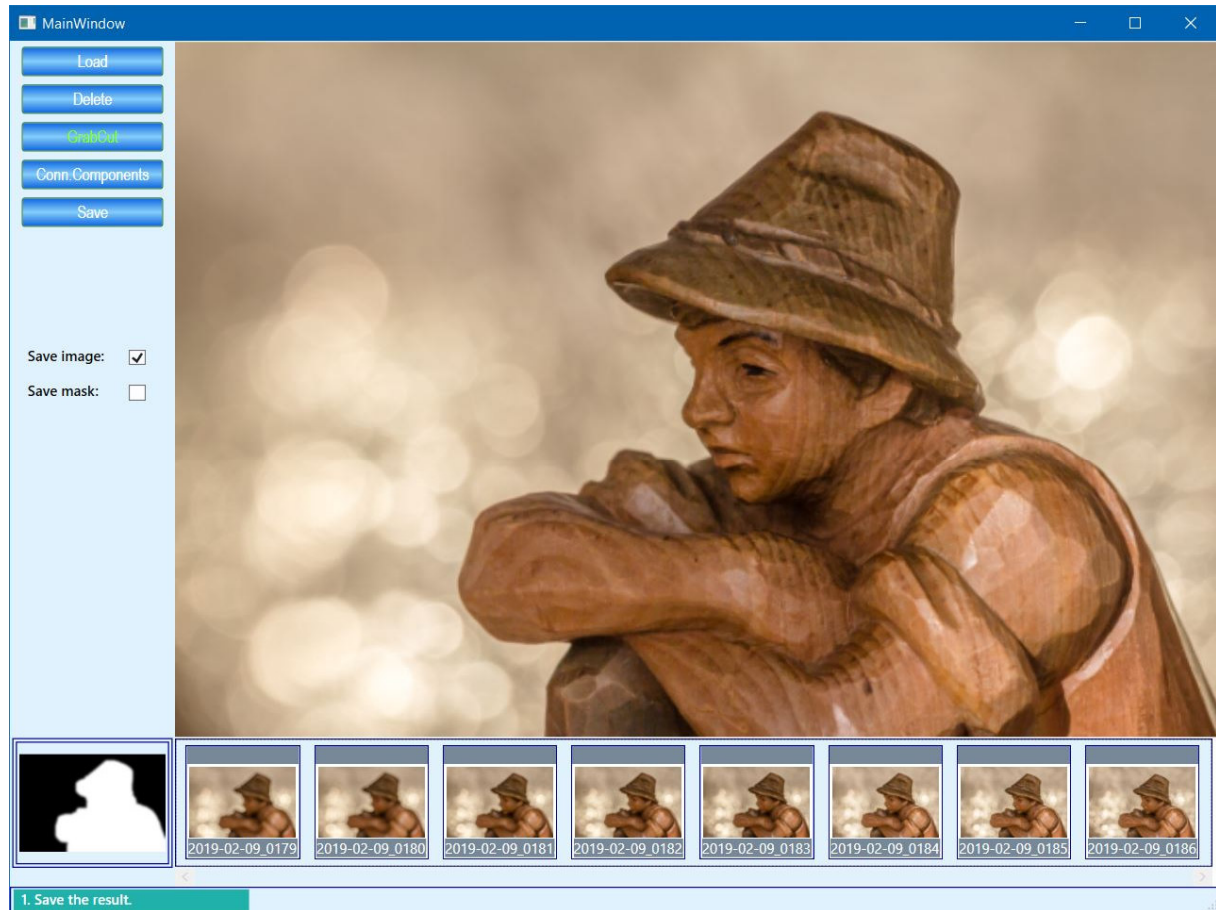 MainWindow
Load
Delete
GrabCut
Conn.Components
Save
Save image:
Save mask:
2019-02-09_0179
2019-02-09_0180
2019-02-09_0181
2019-02-09_0182
2019-02-09_0183
2019-02-09_0184
2019-02-09_0185
2019-02-09_0186
1. Save the result.